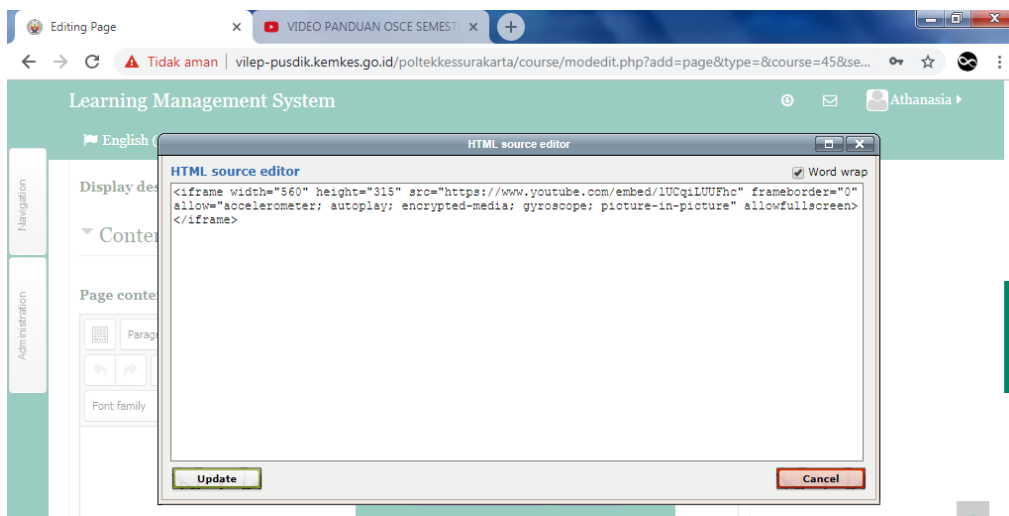 Editing Page
VIDEO PANDUAN OSCE SEMEST
Tidak aman | vilep-pusdik.kemkes.go.id/poltekkessurakarta/course/modedit.php?add=page&type=&course=45&se...
Learning Management System
Athanasia
English (
HTML source editor
HTML source editor
Word wrap
<iframe width="560" height="315" src="https://www.youtube.com/embed/lUCqiLUUFhc" frameborder="0"
allow="accelerometer; autoplay; encrypted-media; gyroscope; picture-in-picture" allowfullscreen>
</iframe>
Navigation
Display des
Conte
Page conte
Administration
Paragr
Font family
Update
Cancel